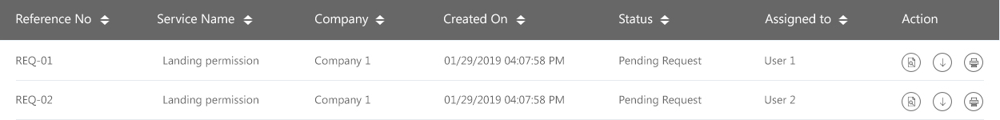 Reference No Service Name Company Created On Status Assigned to Action
REQ-01 Landing permission Company 1 01/29/2019 04:07:58 PM Pending Request User 1
REQ-02 Landing permission Company 1 01/29/2019 04:07:58 PM Pending Request User 2